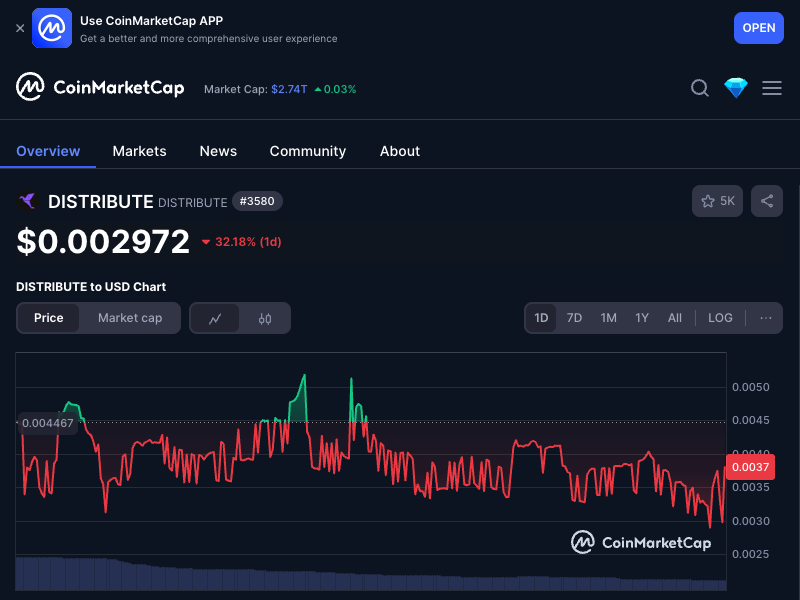 Use CoinMarketCap APP
Get a better and more comprehensive user experience
OPEN
CoinMarketCap
Market Cap: $2.74T 0.03%
Overview Markets News Community About
DISTRIBUTE DISTRIBUTE #3580
5K
$0.002972 32.18% (1d)
DISTRIBUTE to USD Chart
Price Market cap
1D 7D 1M 1Y All LOG ...
0.0050
0.0045
0.004467
0.0040
0.0037
0.0035
0.0030
CoinMarketCap
0.0025